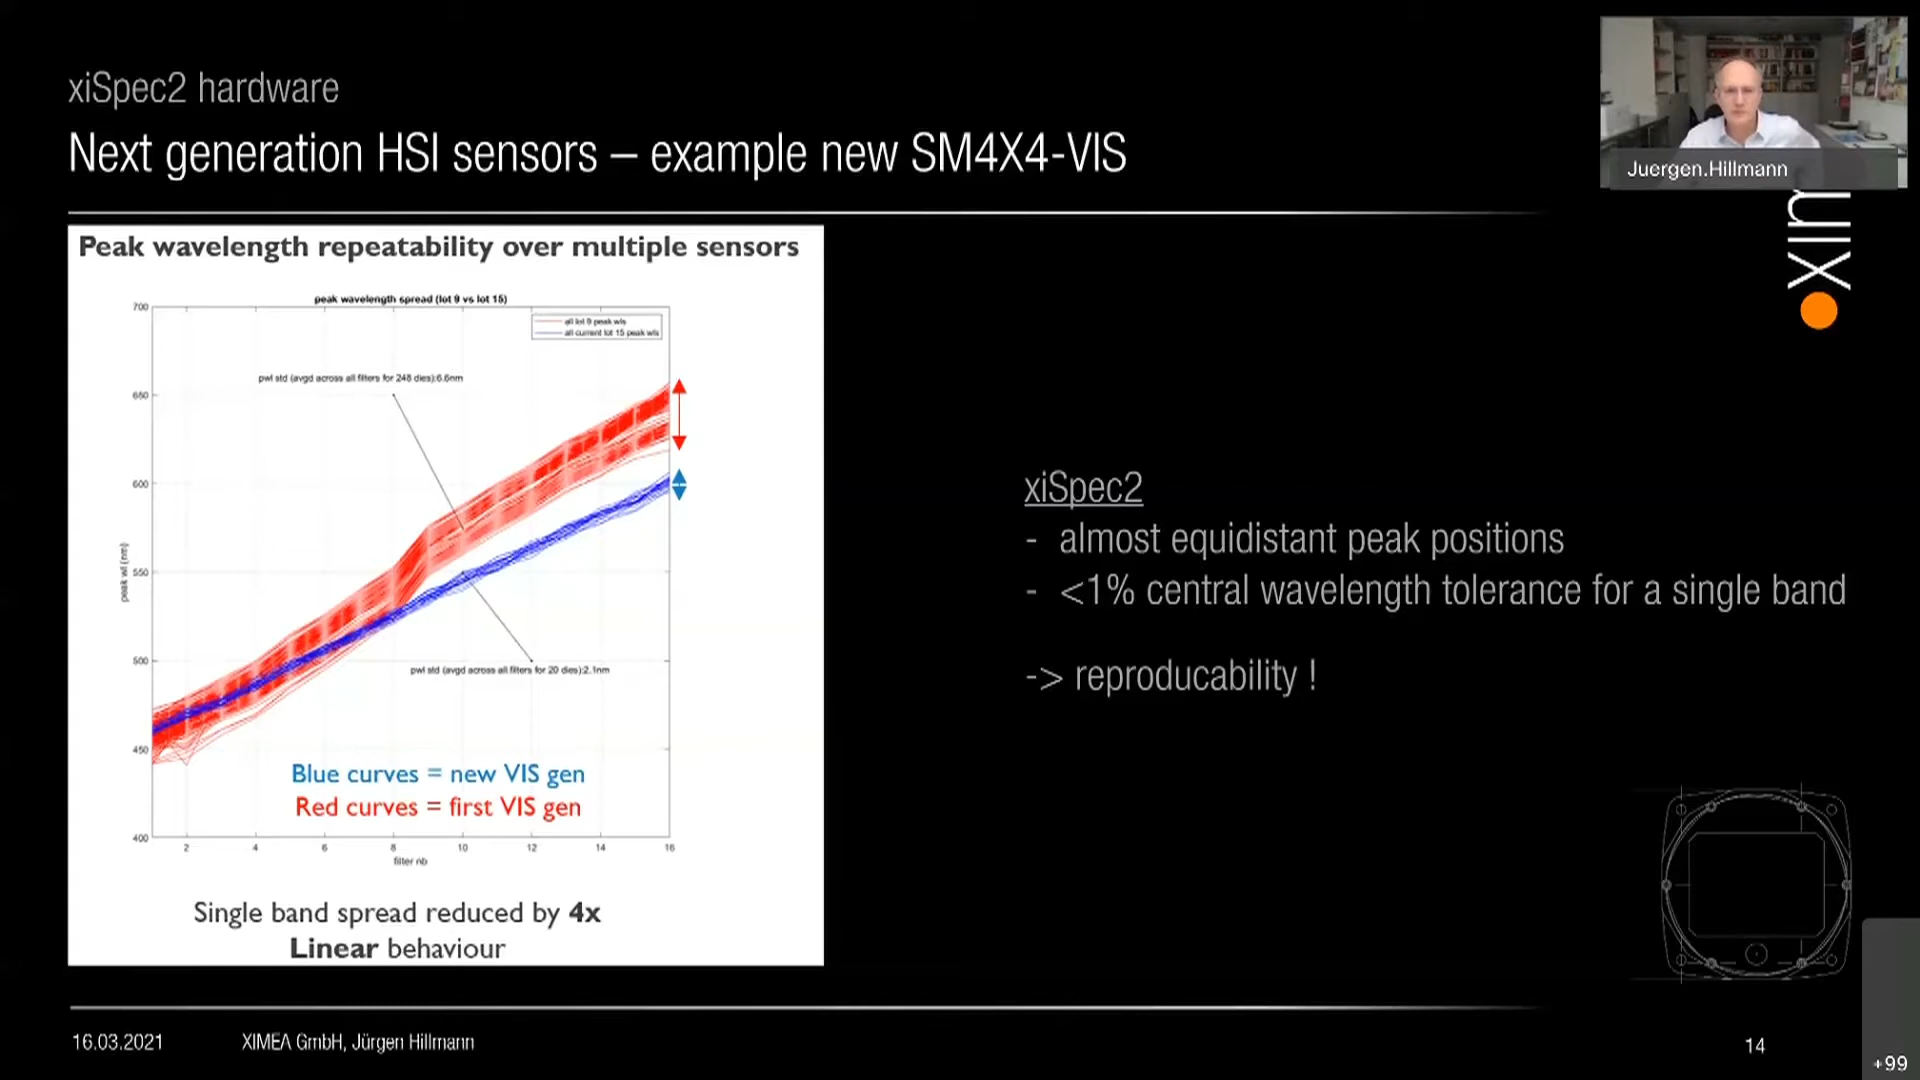 xiSpec2 hardware
Next generation HSI sensors – example new SM4X4-VIS
Juergen.Hillmann
XIMEA
Peak wavelength repeatability over multiple sensors
peak wavelength spread (lot 9 vs lot 15)
all lot 9 peak wls
all current lot 15 peak wls
pwl std (avgd across all filters for 248 dies):6.6nm
pwl std (avgd across all filters for 20 dies):2.1nm
700
650
600
550
500
450
400
peak wl (nm)
2 4 6 8 10 12 14 16
filter nb
Blue curves = new VIS gen
Red curves = first VIS gen
Single band spread reduced by 4x
Linear behaviour
xiSpec2
- almost equidistant peak positions
- <1% central wavelength tolerance for a single band
-> reproducability !
16.03.2021
XIMEA GmbH, Jürgen Hillmann
14
+99